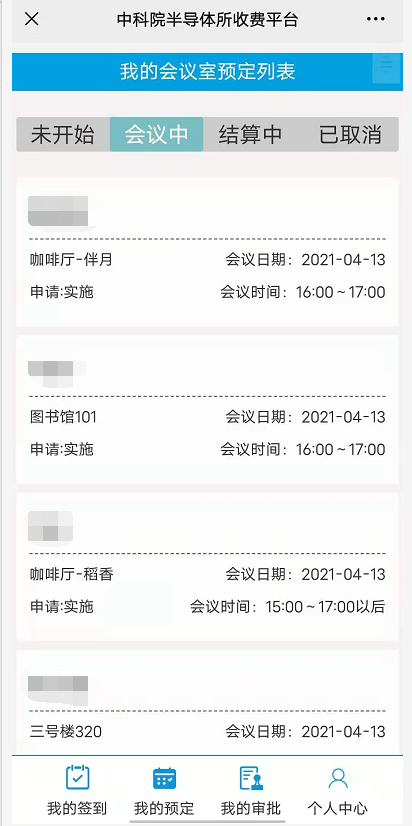 中科院半导体所收费平台
我的会议室预定列表
未开始 会议中 结算中 已取消
咖啡厅-伴月 会议日期：2021-04-13
申请:实施 会议时间：16:00～17:00
图书馆101 会议日期：2021-04-13
申请:实施 会议时间：16:00～17:00
咖啡厅-稻香 会议日期：2021-04-13
申请:实施 会议时间：15:00～17:00以后
三号楼320 会议日期：2021-04-13
我的签到 我的预定 我的审批 个人中心